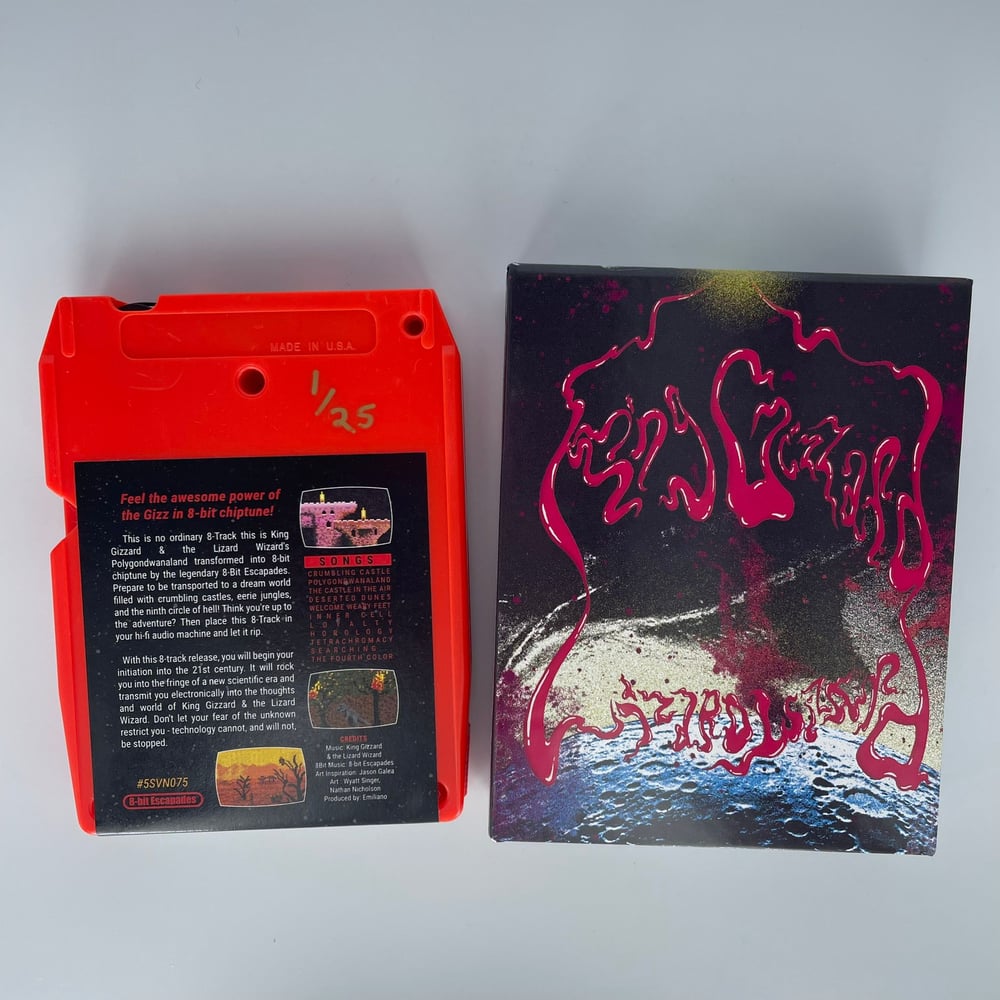 MADE IN U.S.A.
1/25
Feel the awesome power of
the Gizz in 8-bit chiptune!
This is no ordinary 8-Track this is King
Gizzard & the Lizard Wizard's
Polygondwanaland transformed into 8-bit
chiptune by the legendary 8-Bit Escapades.
Prepare to be transported to a dream world
filled with crumbling castles, eerie jungles,
and the ninth circle of hell! Think you're up to
the adventure? Then place this 8-Track in
your hi-fi audio machine and let it rip.
With this 8-track release, you will begin your
initiation into the 21st century. It will rock
you into the fringe of a new scientific era and
transmit you electronically into the thoughts
and world of King Gizzard & the Lizard
Wizard. Don't let your fear of the unknown
restrict you - technology cannot, and will not,
be stopped.
#5SVN075
8-bit Escapades
SONGS
CRUMBLING CASTLE
POLYGONDWANALAND
THE CASTLE IN THE AIR
DESERTED DUNES
WELCOME WEARY FEET
INNER CELL
LOYALTY
HOROLOGY
TETRACHROMACY
SEARCHING
THE FOURTH COLOR
CREDITS
Music: King Gizzard
& the Lizard Wizard
8Bit Music: 8-bit Escapades
Art Inspiration: Jason Galea
Art : Wyatt Singer,
Nathan Nicholson
Produced by: Emiliano
King Gizzard
Lizard Wizard